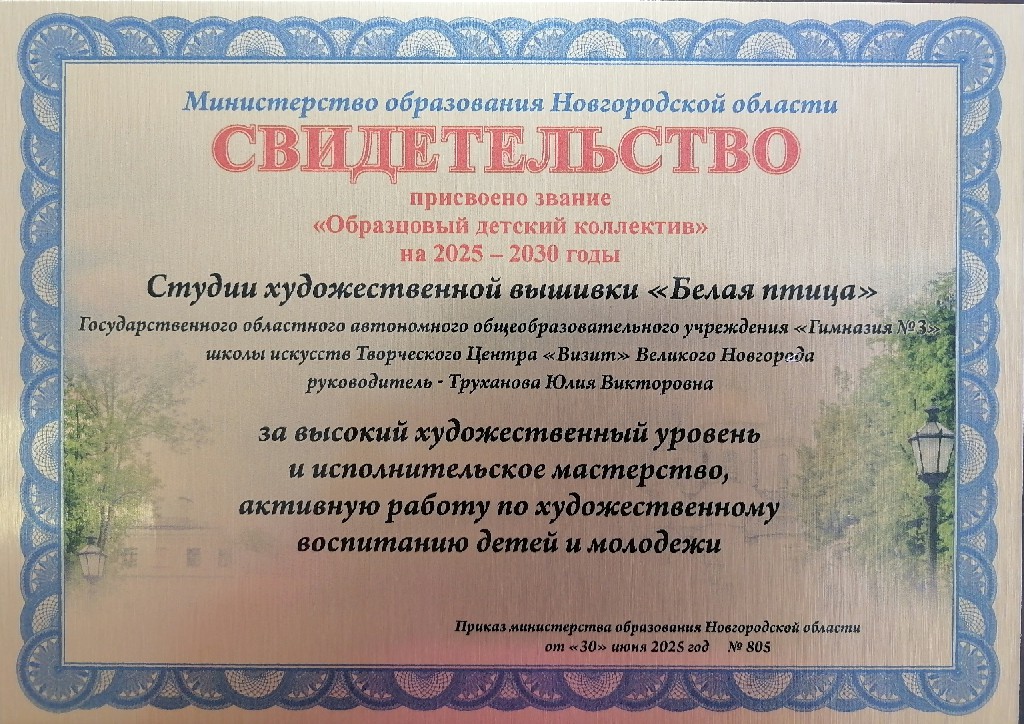 Министерство образования Новгородской области
СВИДЕТЕЛЬСТВО
присвоено звание
«Образцовый детский коллектив»
на 2025 – 2030 годы
Студии художественной вышивки «Белая птица»
Государственного областного автономного общеобразовательного учреждения «Гимназия №3»
школы искусств Творческого Центра «Визит» Великого Новгорода
руководитель - Труханова Юлия Викторовна
за высокий художественный уровень
и исполнительское мастерство,
активную работу по художественному
воспитанию детей и молодежи
Приказ министерства образования Новгородской области
от «30» июня 2025 год № 805